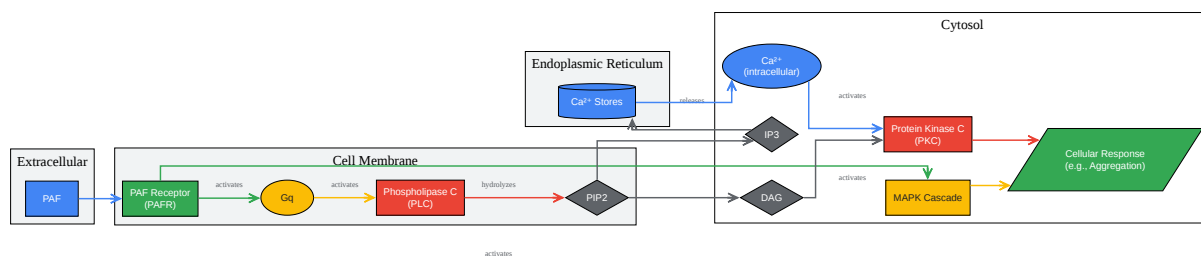 Cytosol
Endoplasmic Reticulum
Ca²⁺
(intracellular)
Ca²⁺ Stores
releases
activates
IP3
Protein Kinase C
(PKC)
Extracellular
Cell Membrane
Cellular Response
(e.g., Aggregation)
PAF
PAF Receptor
(PAFR)
activates
Gq
activates
Phospholipase C
(PLC)
hydrolyzes
PIP2
DAG
activates
MAPK Cascade
activates